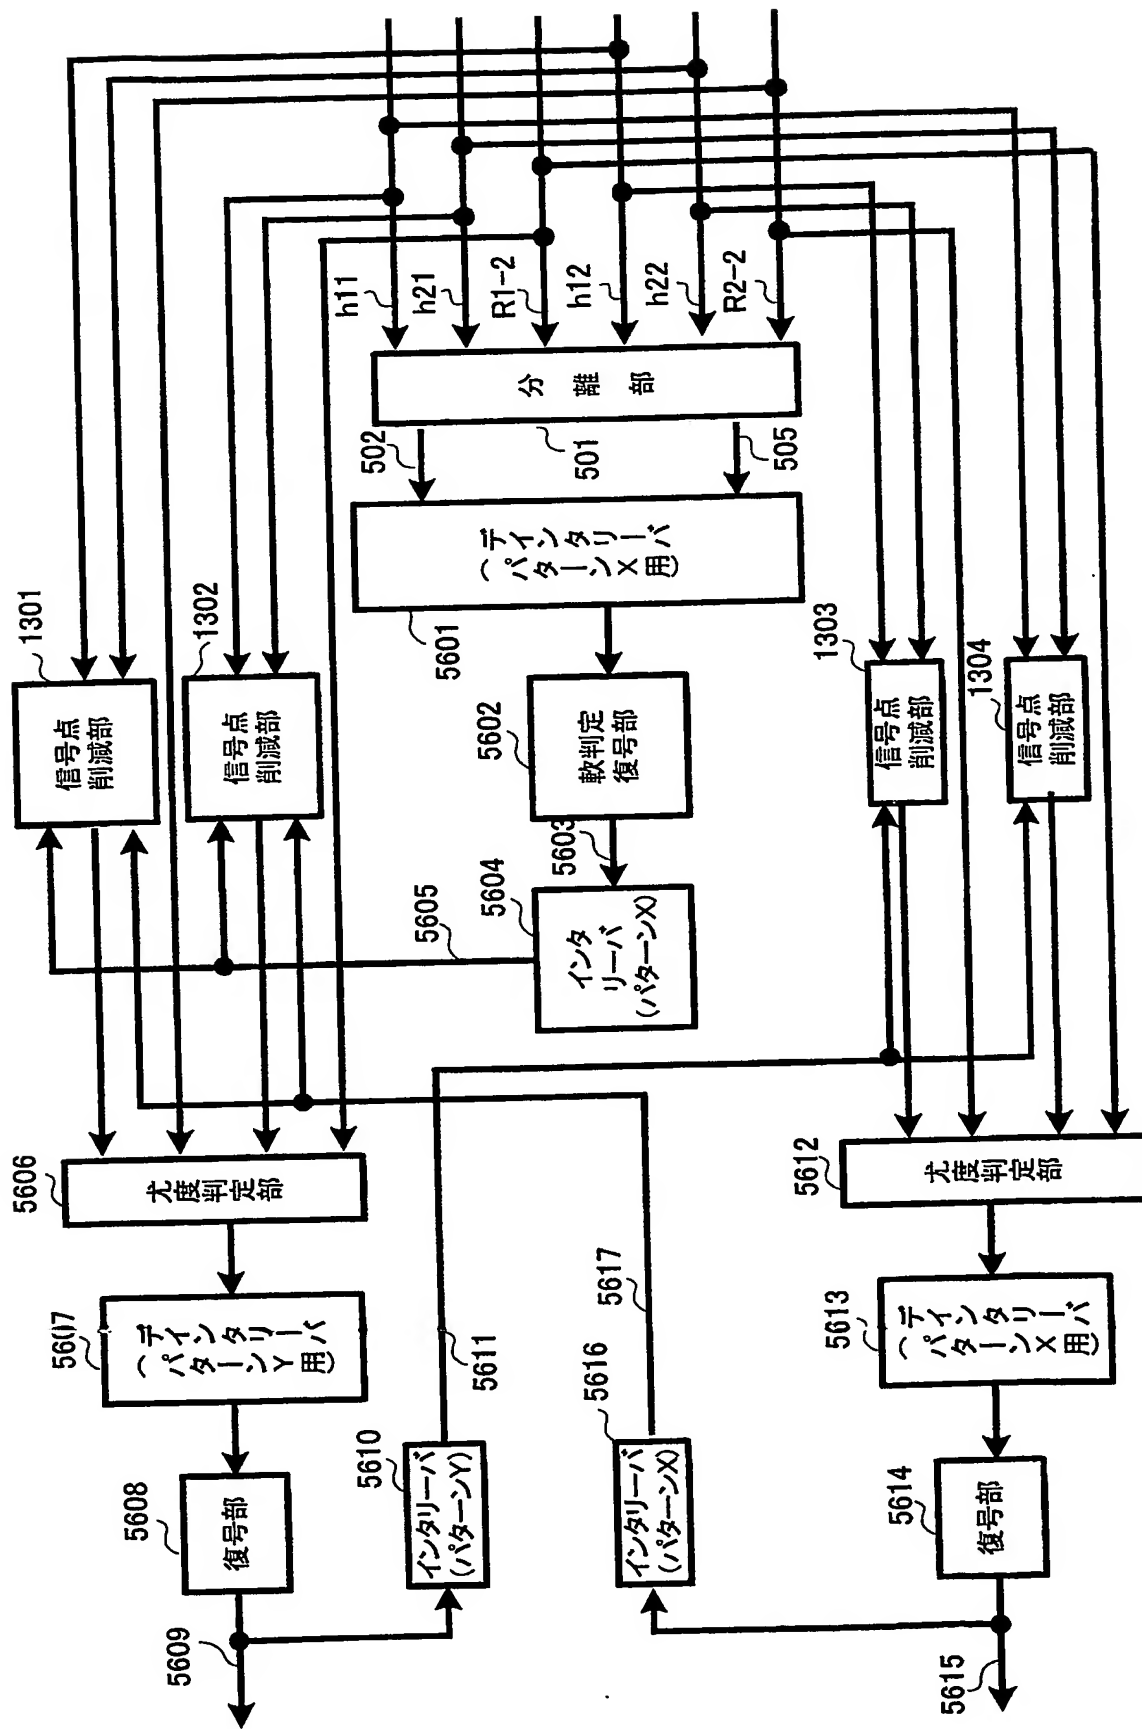 1301
信号点
削減部
1302
信号点
削減部
h11
h21
R1-2
h12
h22
R2-2
分離部
501
502
505
デインタリーバ
(パターンX用)
5601
5602
軟判定
復号部
5603
5604
インタ
リーバ
(パターンX)
5605
1303
信号点
削減部
1304
信号点
削減部
5606
尤度判定部
5607
デインタリーバ
(パターンY用)
5608
復号部
5609
5610
インタリーバ
(パターンY)
5611
5612
尤度判定部
5613
デインタリーバ
(パターンX用)
5614
復号部
5615
5616
インタリーバ
(パターンX)
5617